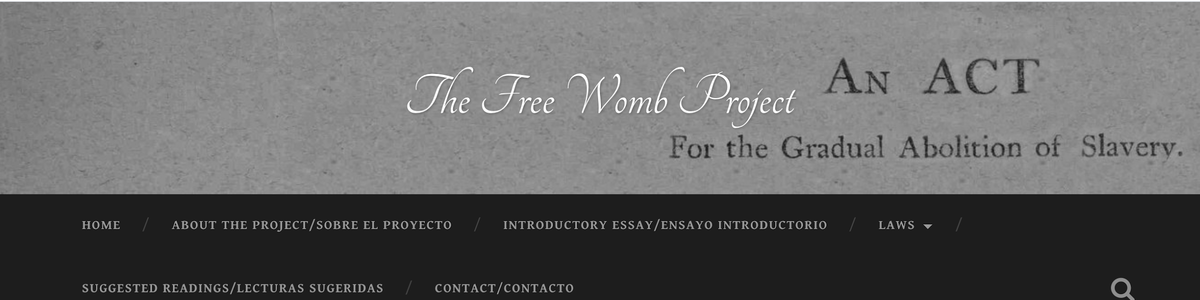 The Free Womb Project
An ACT
For the Gradual Abolition of Slavery.
HOME / ABOUT THE PROJECT/SOBRE EL PROYECTO / INTRODUCTORY ESSAY/ENSAYO INTRODUCTORIO / LAWS /
SUGGESTED READINGS/LECTURAS SUGERIDAS / CONTACT/CONTACTO